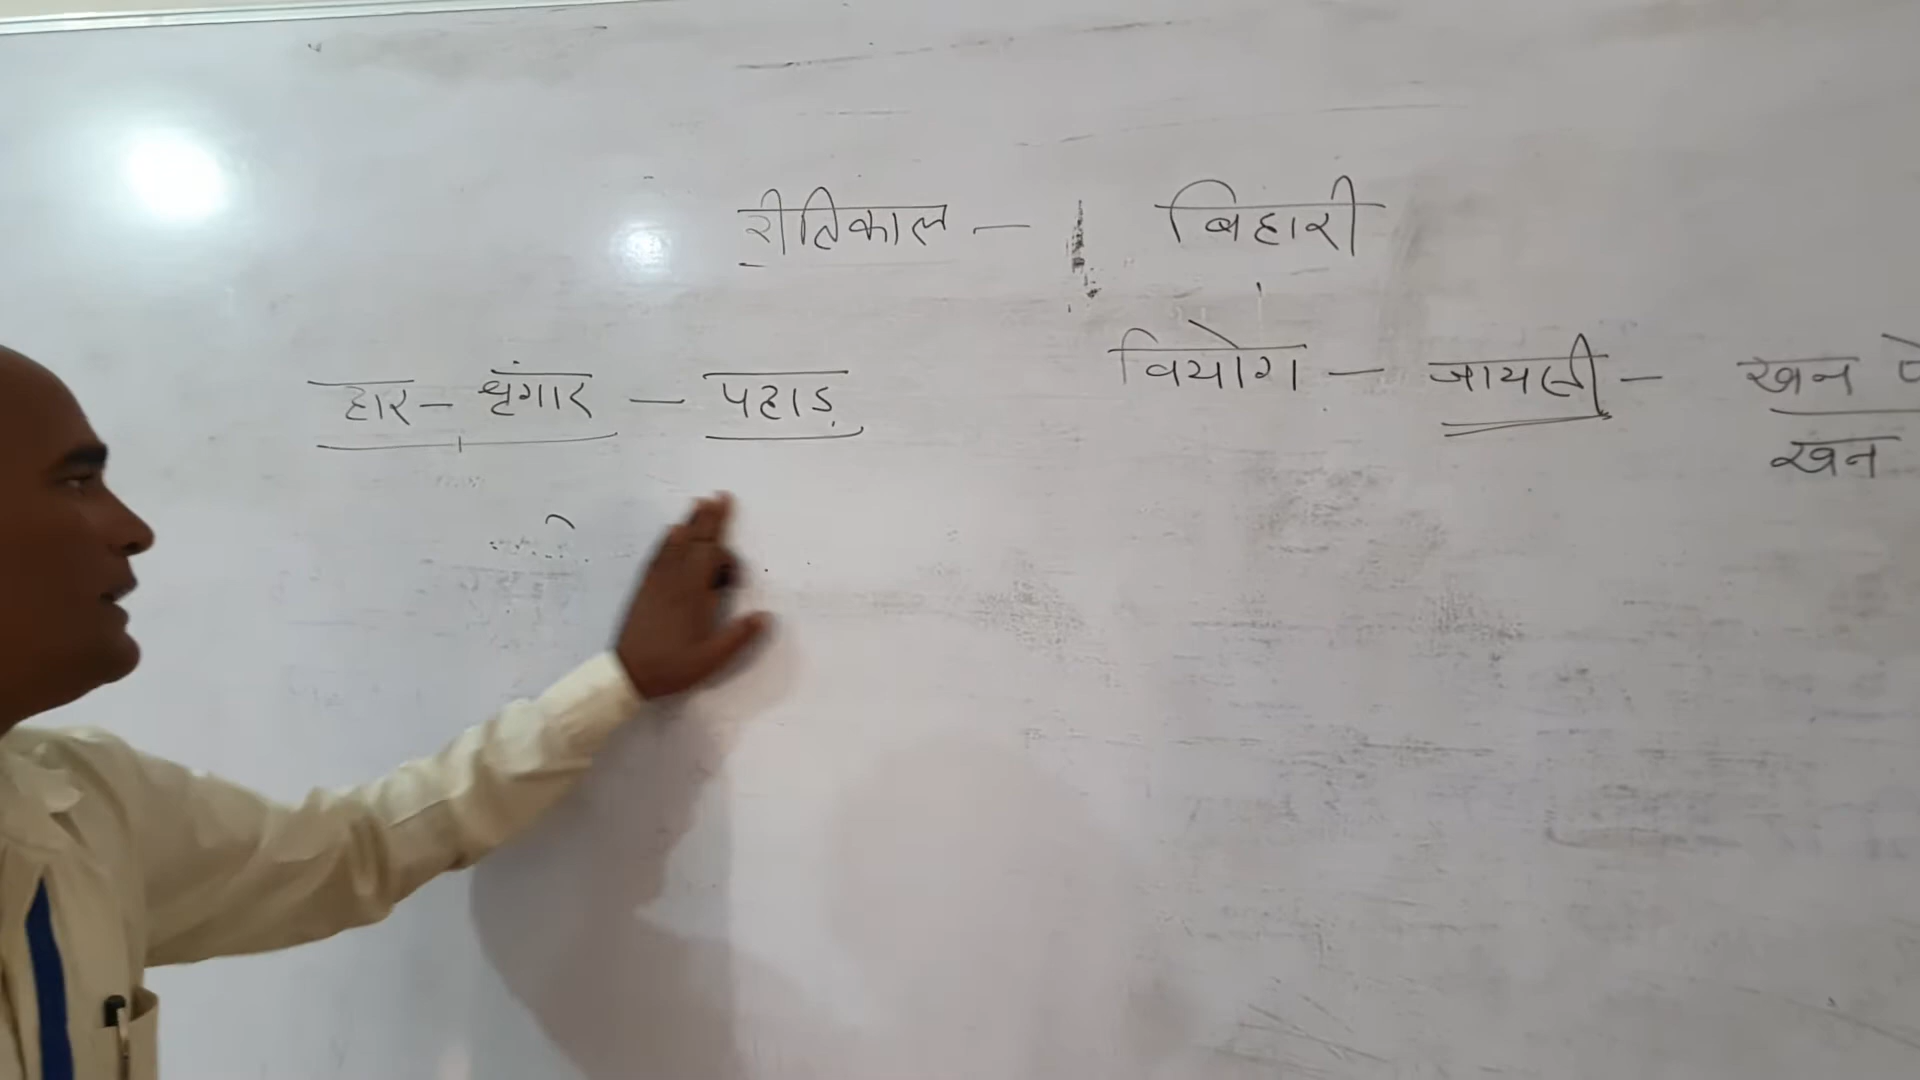 रीतिकाल — बिहारी
हार – श्रृंगार — पहाड़
वियोग — जायसी — खन
खन